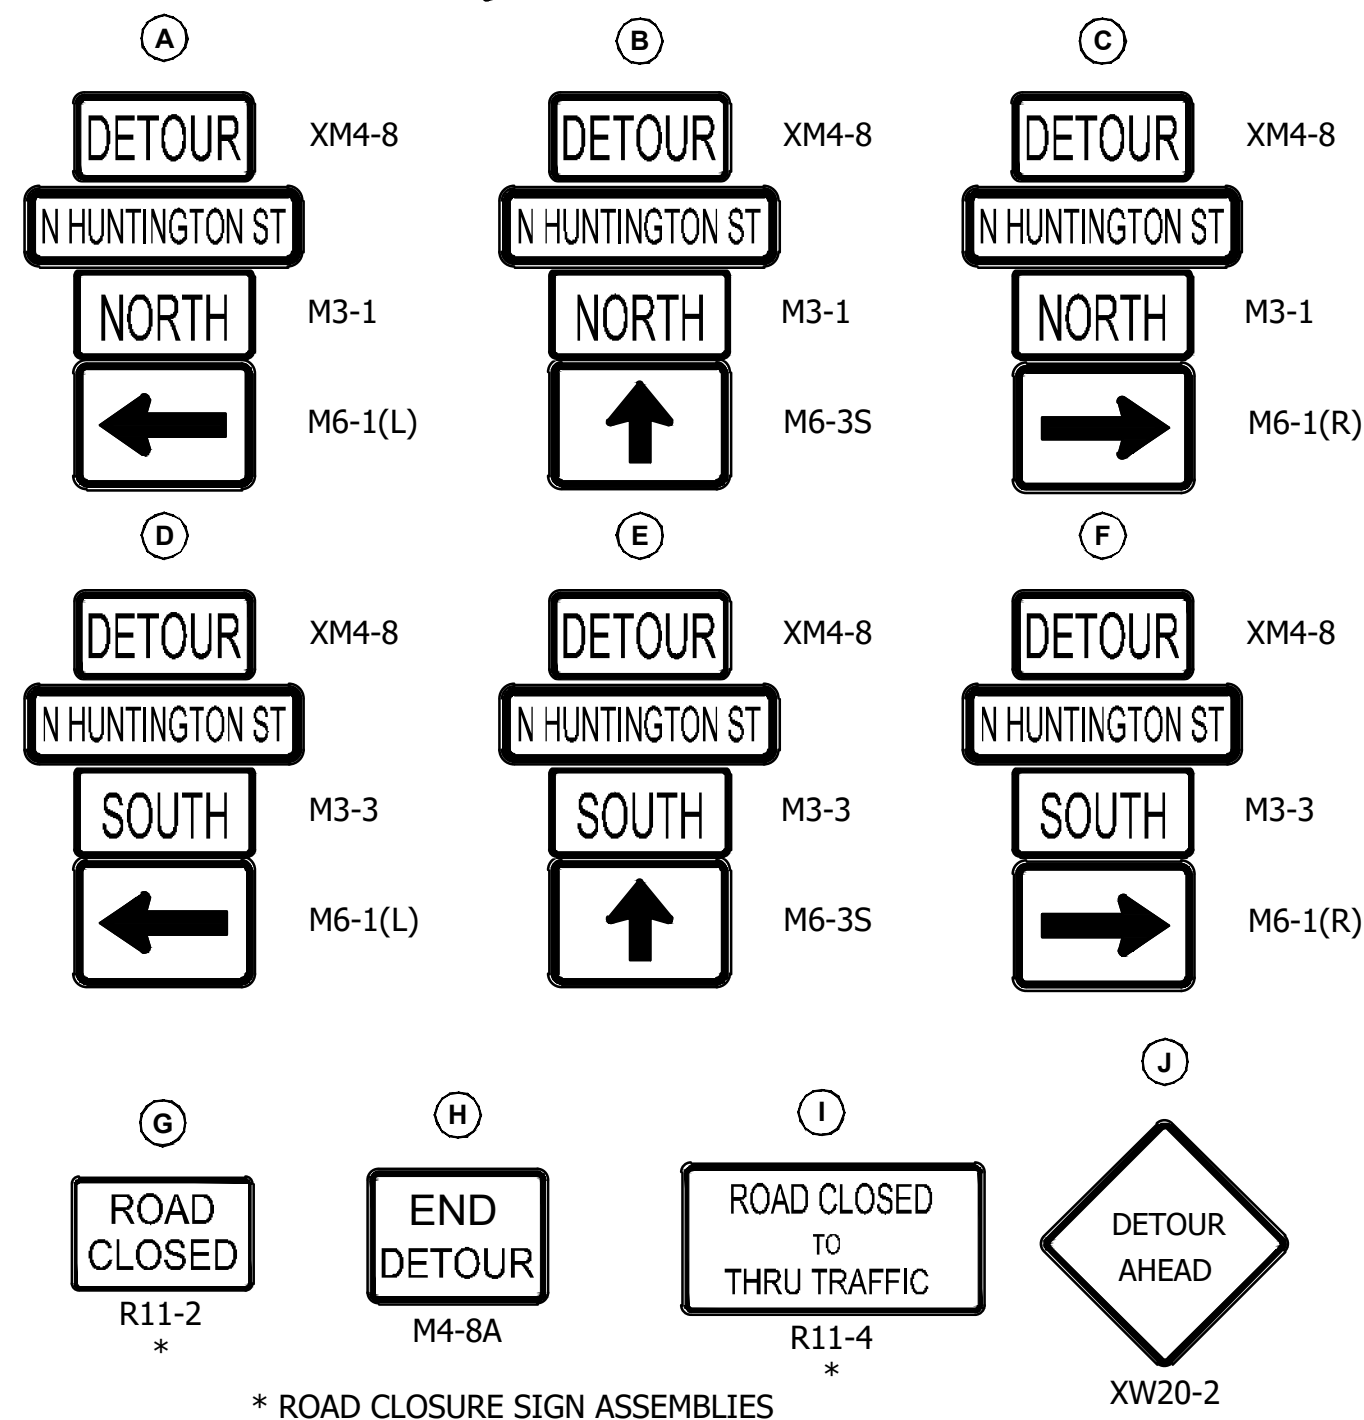 A
DETOUR XM4-8
N HUNTINGTON ST
NORTH M3-1
M6-1(L)
B
DETOUR XM4-8
N HUNTINGTON ST
NORTH M3-1
M6-3S
C
DETOUR XM4-8
N HUNTINGTON ST
NORTH M3-1
M6-1(R)
D
DETOUR XM4-8
N HUNTINGTON ST
SOUTH M3-3
M6-1(L)
E
DETOUR XM4-8
N HUNTINGTON ST
SOUTH M3-3
M6-3S
F
DETOUR XM4-8
N HUNTINGTON ST
SOUTH M3-3
M6-1(R)
G
ROAD
CLOSED
R11-2
*
H
END
DETOUR
M4-8A
I
ROAD CLOSED
TO
THRU TRAFFIC
R11-4
*
J
DETOUR
AHEAD
XW20-2
* ROAD CLOSURE SIGN ASSEMBLIES